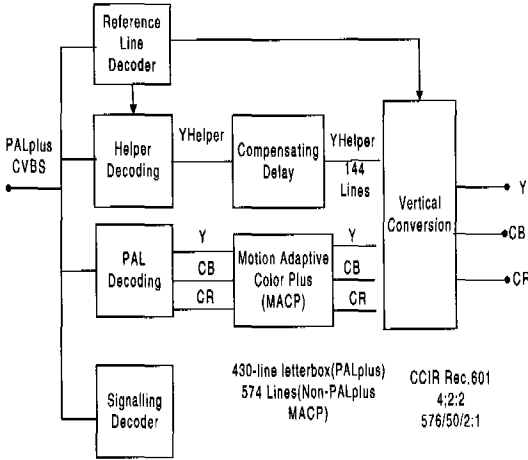 Reference
Line
Decoder
PALplus
CVBS
Helper
Decoding
YHelper
Compensating
Delay
YHelper
144
Lines
Vertical
Conversion
Y
CB
CR
PAL
Decoding
Y
CB
CR
Motion Adaptive
Color Plus
(MACP)
Y
CB
CR
Signalling
Decoder
430-line letterbox(PALplus)
574 Lines(Non-PALplus
MACP)
CCIR Rec.601
4;2:2
576/50/2:1